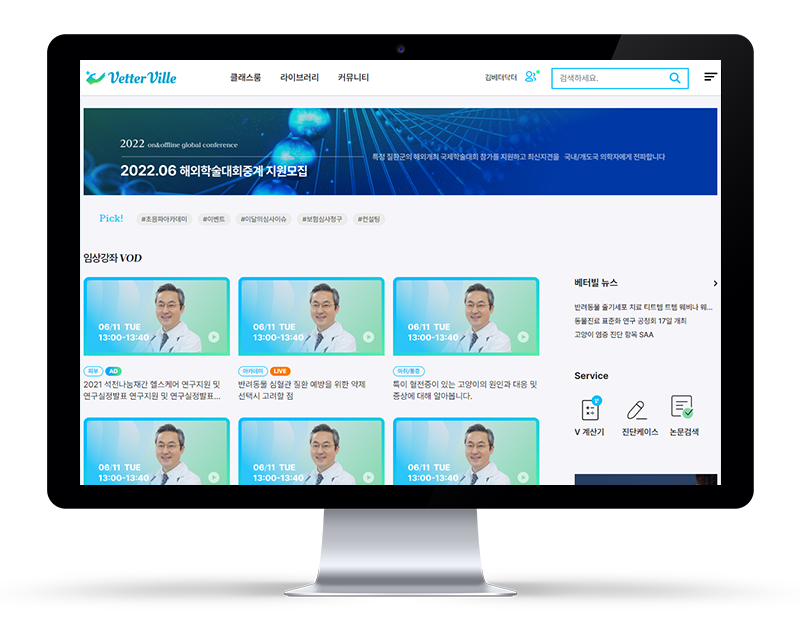 Vetter Ville
클래스룸 라이브러리 커뮤니티
김베터닥터
검색하세요.
2022 on&offline global conference
2022.06 해외학술대회중계 지원모집
특정 질환군의 해외개최 국제학술대회 참가를 지원하고 최신지견을 국내/개도국 의학자에게 전파합니다
Pick! #초음파아카데미 #이벤트 #이달의심사이슈 #보험심사청구 #컨설팅
임상강좌 VOD
06/11 TUE
13:00-13:40
피부 AD
2021 석천나눔재단 헬스케어 연구지원 및
연구실정발표 연구지원 및 연구실정발표...
06/11 TUE
13:00-13:40
아카데미 LIVE
반려동물 심혈관 질환 예방을 위한 약제
선택시 고려할 점
06/11 TUE
13:00-13:40
마취/통증
특이 혈전증이 있는 고양이의 원인과 대응 및
증상에 대해 알아봅니다.
06/11 TUE
13:00-13:40
06/11 TUE
13:00-13:40
06/11 TUE
13:00-13:40
베터빌 뉴스
반려동물 줄기세포 치료 티트템 트템 웨비나 웨...
동물진료 표준화 연구 공청회 17일 개최
고양이 염증 진단 항목 SAA
Service
V 계산기 진단케이스 논문검색